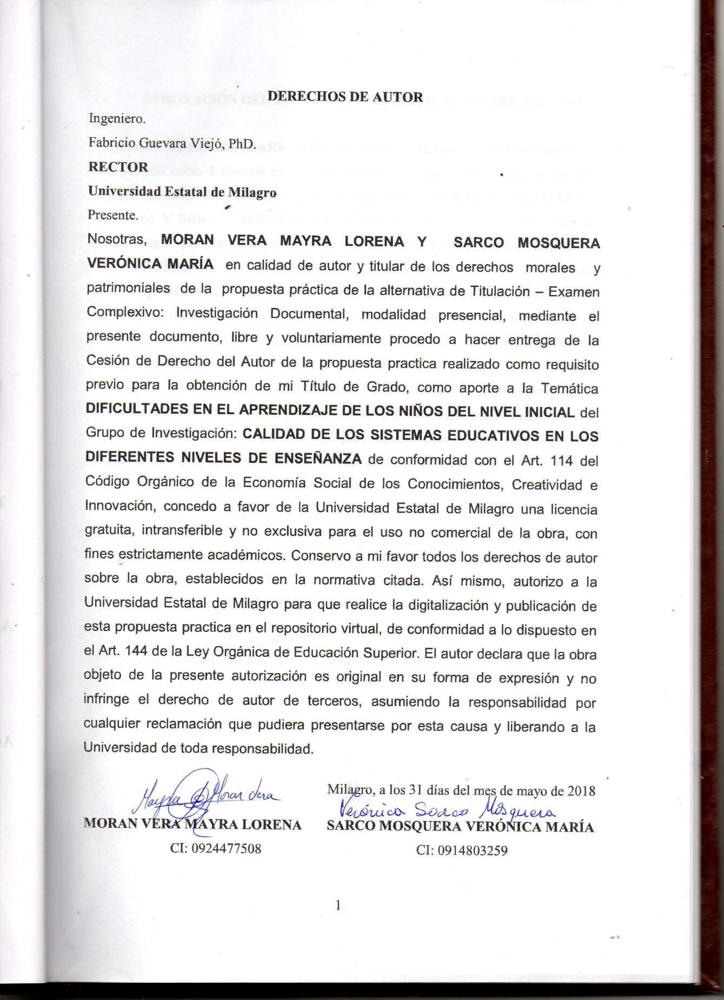 DERECHOS DE AUTOR
Ingeniero.
Fabricio Guevara Viejó, PhD.
RECTOR
Universidad Estatal de Milagro
Presente.
Nosotras, MORAN VERA MAYRA LORENA Y SARCO MOSQUERA
VERÓNICA MARÍA en calidad de autor y titular de los derechos morales y
patrimoniales de la propuesta práctica de la alternativa de Titulación – Examen
Complexivo: Investigación Documental, modalidad presencial, mediante el
presente documento, libre y voluntariamente procedo a hacer entrega de la
Cesión de Derecho del Autor de la propuesta practica realizado como requisito
previo para la obtención de mi Título de Grado, como aporte a la Temática
DIFICULTADES EN EL APRENDIZAJE DE LOS NIÑOS DEL NIVEL INICIAL del
Grupo de Investigación: CALIDAD DE LOS SISTEMAS EDUCATIVOS EN LOS
DIFERENTES NIVELES DE ENSEÑANZA de conformidad con el Art. 114 del
Código Orgánico de la Economía Social de los Conocimientos, Creatividad e
Innovación, concedo a favor de la Universidad Estatal de Milagro una licencia
gratuita, intransferible y no exclusiva para el uso no comercial de la obra, con
fines estrictamente académicos. Conservo a mi favor todos los derechos de autor
sobre la obra, establecidos en la normativa citada. Así mismo, autorizo a la
Universidad Estatal de Milagro para que realice la digitalización y publicación de
esta propuesta practica en el repositorio virtual, de conformidad a lo dispuesto en
el Art. 144 de la Ley Orgánica de Educación Superior. El autor declara que la obra
objeto de la presente autorización es original en su forma de expresión y no
infringe el derecho de autor de terceros, asumiendo la responsabilidad por
cualquier reclamación que pudiera presentarse por esta causa y liberando a la
Universidad de toda responsabilidad.
Milagro, a los 31 días del mes de mayo de 2018
Mayra Moran Vera Verónica Sarco Mosquera
MORAN VERA MAYRA LORENA SARCO MOSQUERA VERÓNICA MARÍA
CI: 0924477508 CI: 0914803259
1